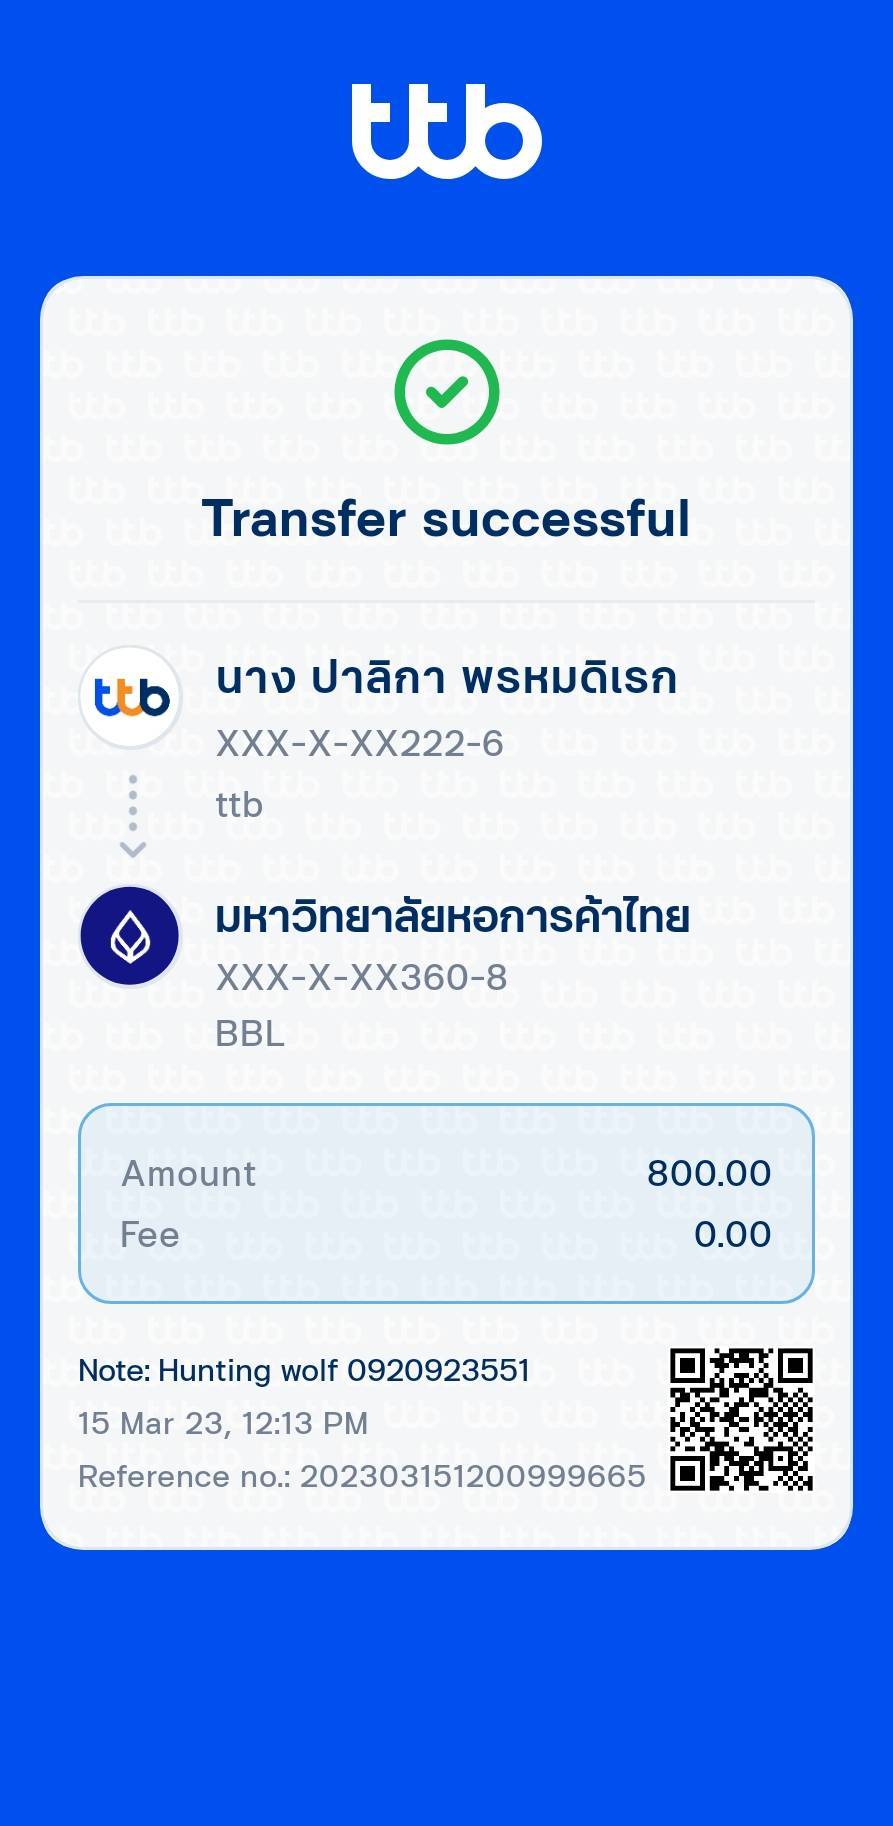 ttb
Transfer successful
ttb
นาง ปาลิกา พรหมดิเรก
XXX-X-XX222-6
ttb
มหาวิทยาลัยหอการค้าไทย
XXX-X-XX360-8
BBL
Amount 800.00
Fee 0.00
Note: Hunting wolf 0920923551
15 Mar 23, 12:13 PM
Reference no.: 202303151200999665